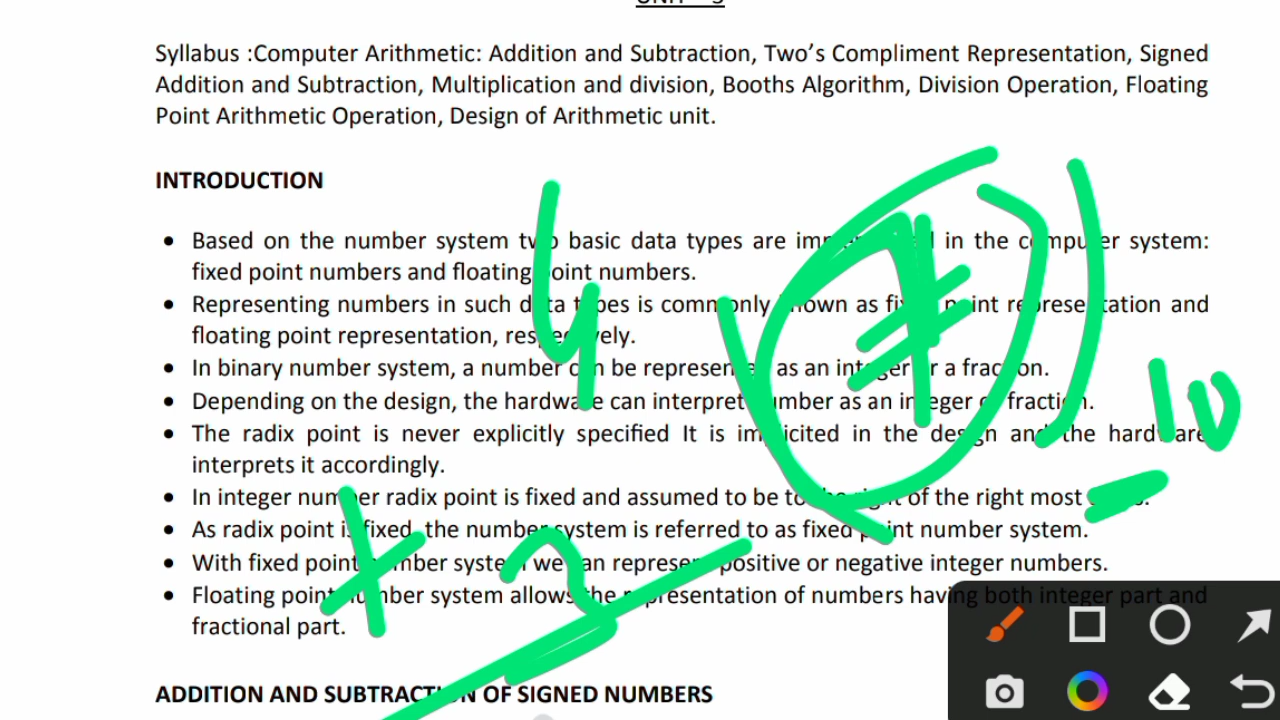 Syllabus :Computer Arithmetic: Addition and Subtraction, Two's Compliment Representation, Signed
Addition and Subtraction, Multiplication and division, Booths Algorithm, Division Operation, Floating
Point Arithmetic Operation, Design of Arithmetic unit.
INTRODUCTION
• Based on the number system two basic data types are implemented in the computer system:
fixed point numbers and floating point numbers.
• Representing numbers in such data types is commonly known as fixed point representation and
floating point representation, respectively.
• In binary number system, a number can be represented as an integer or a fraction.
• Depending on the design, the hardware can interpret number as an integer or fraction.
• The radix point is never explicitly specified It is implicited in the design and the hardware
interprets it accordingly.
• In integer number radix point is fixed and assumed to be to the right of the right most
• As radix point is fixed, the number system is referred to as fixed point number system.
• With fixed point number system we can represent positive or negative integer numbers.
• Floating point number system allows the representation of numbers having both integer part and
fractional part.
ADDITION AND SUBTRACTION OF SIGNED NUMBERS
4
10
+ 2